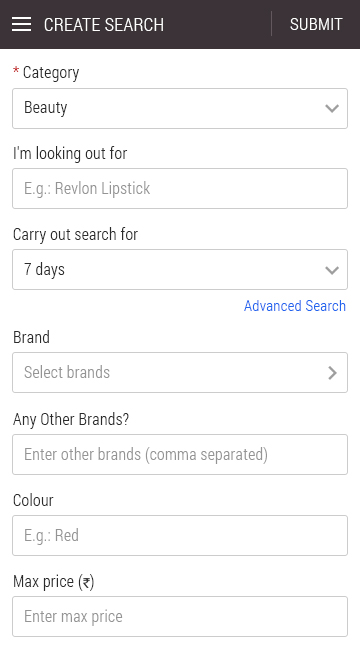 CREATE SEARCH
SUBMIT
* Category
Beauty
I'm looking out for
E.g.: Revlon Lipstick
Carry out search for
7 days
Advanced Search
Brand
Select brands
Any Other Brands?
Enter other brands (comma separated)
Colour
E.g.: Red
Max price (₹)
Enter max price